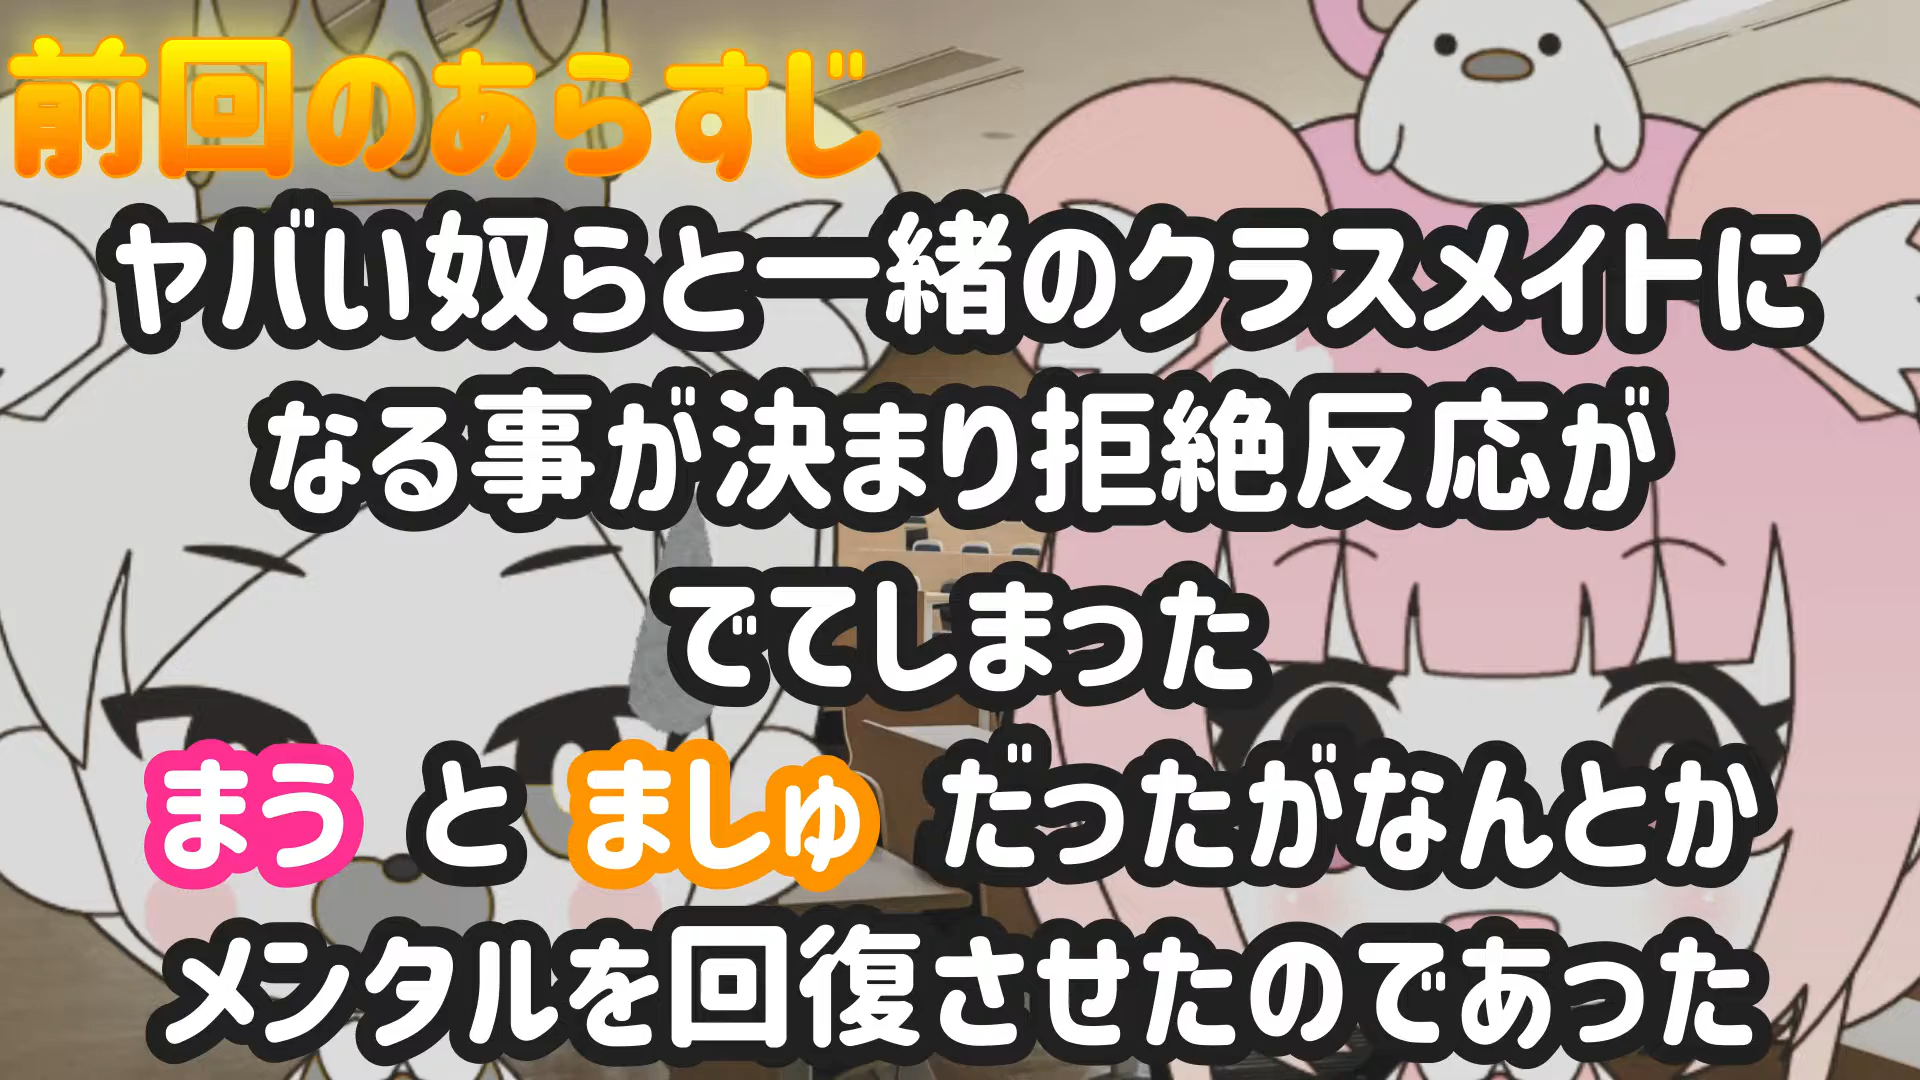 前回のあらすじ
ヤバい奴らと一緒のクラスメイトに
なる事が決まり拒絶反応が
でてしまった
まう と ましゅ だったがなんとか
メンタルを回復させたのであった